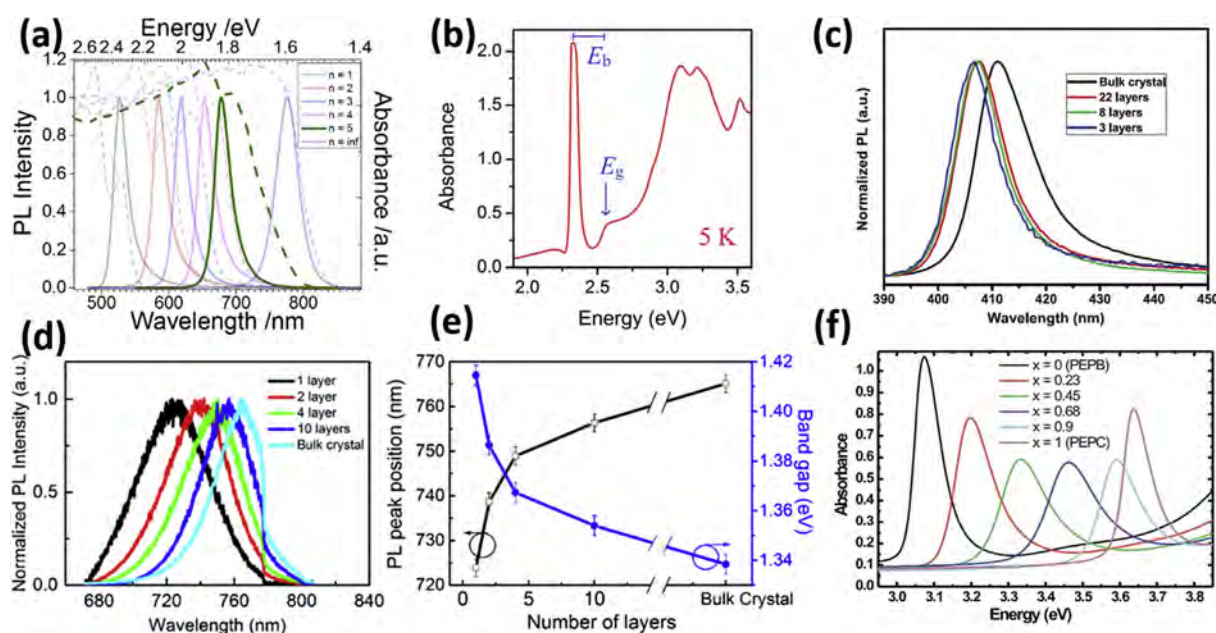 (a)
Energy /eV
2.6 2.4 2.2 2.1 2 1.9 1.8 1.7 1.6 1.5 1.4
PL Intensity
1.2
1.0
0.8
0.6
0.4
0.2
0.0
n = 1
n = 2
n = 3
n = 4
n = 5
n = inf
Absorbance /a.u.
500 600 700 800
Wavelength /nm
(b)
Absorbance
2.0
1.5
1.0
0.5
0.0
Eb
Eg
5 K
2.0 2.5 3.0 3.5
Energy (eV)
(c)
Normalized PL (a.u.)
Bulk crystal
22 layers
8 layers
3 layers
390 400 410 420 430 440 450
Wavelength (nm)
(d)
Normalized PL Intensity (a.u.)
1.0
0.5
0.0
1 layer
2 layer
4 layer
10 layers
Bulk crystal
680 720 760 800 840
Wavelength (nm)
(e)
PL peak position (nm)
770
760
750
740
730
720
1.42
1.40
1.38
1.36
1.34
Band gap (eV)
0 5 10 Bulk Crystal
Number of layers
(f)
Absorbance
1.1
1.0
0.9
0.8
0.7
0.6
0.5
0.4
0.3
0.2
0.1
0.0
x = 0 (PEPB)
x = 0.23
x = 0.45
x = 0.68
x = 0.9
x = 1 (PEPC)
3.0 3.1 3.2 3.3 3.4 3.5 3.6 3.7 3.8
Energy (eV)